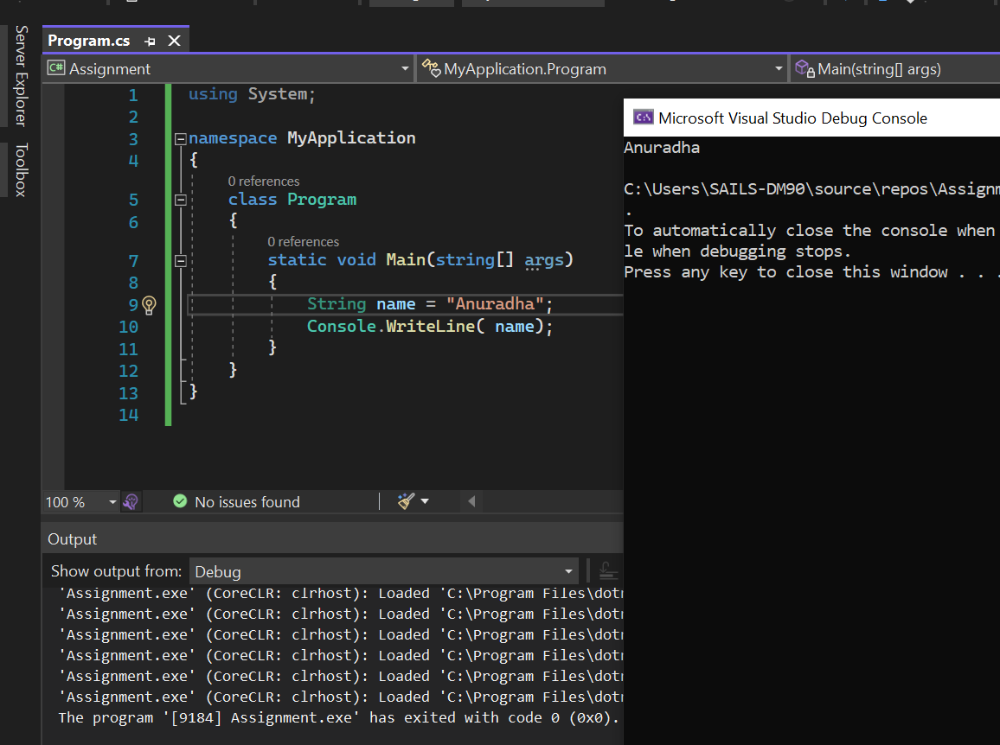 Server Explorer
Toolbox
Program.cs
C# Assignment
MyApplication.Program
Main(string[] args)
1 using System;
2
3 namespace MyApplication
4 {
0 references
5 class Program
6 {
0 references
7 static void Main(string[] args)
8 {
9 String name = "Anuradha";
10 Console.WriteLine( name);
11 }
12 }
13 }
14
100 %
No issues found
Output
Show output from: Debug
'Assignment.exe' (CoreCLR: clrhost): Loaded 'C:\Program Files\dotn
'Assignment.exe' (CoreCLR: clrhost): Loaded 'C:\Program Files\dotn
'Assignment.exe' (CoreCLR: clrhost): Loaded 'C:\Program Files\dotn
'Assignment.exe' (CoreCLR: clrhost): Loaded 'C:\Program Files\dotn
'Assignment.exe' (CoreCLR: clrhost): Loaded 'C:\Program Files\dotn
'Assignment.exe' (CoreCLR: clrhost): Loaded 'C:\Program Files\dotn
The program '[9184] Assignment.exe' has exited with code 0 (0x0).
C:\ Microsoft Visual Studio Debug Console
Anuradha
C:\Users\SAILS-DM90\source\repos\Assignm
.
To automatically close the console when
le when debugging stops.
Press any key to close this window . . .